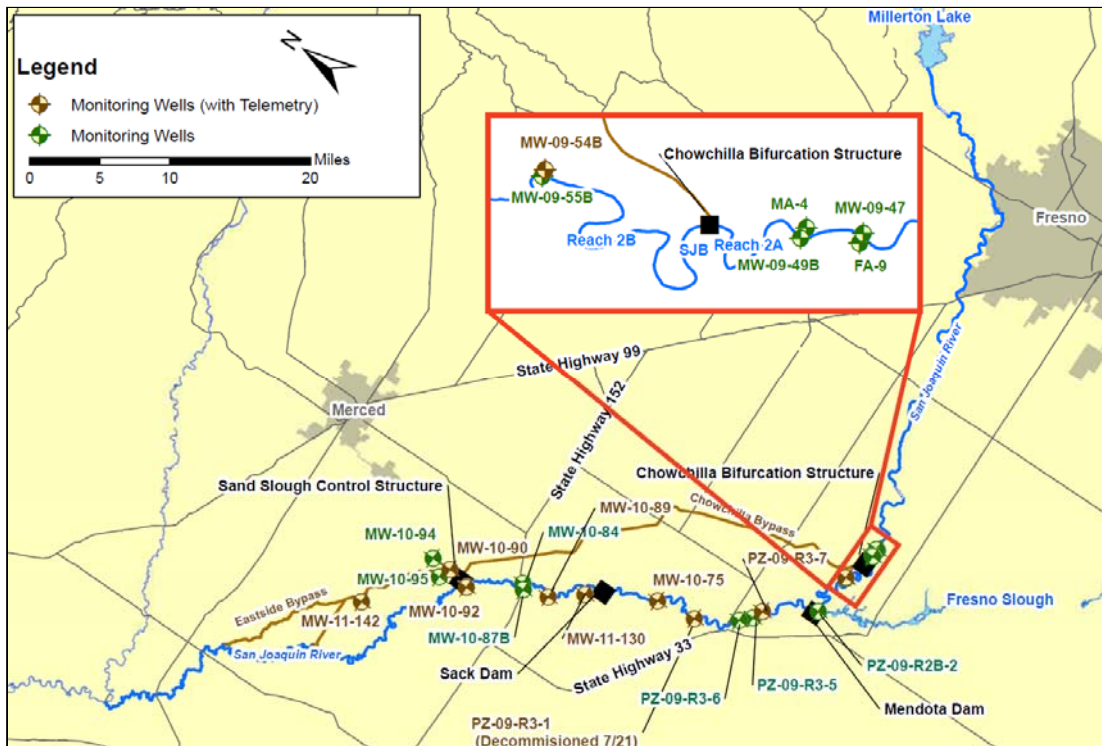 Millerton Lake
N
Legend
Monitoring Wells (with Telemetry)
Monitoring Wells
Miles
0 5 10 20
MW-09-54B
Chowchilla Bifurcation Structure
MW-09-55B
MA-4
MW-09-47
Reach 2B
SJB
Reach 2A
MW-09-49B
FA-9
Fresno
State Highway 99
San Joaquin River
Merced
State Highway 152
Chowchilla Bifurcation Structure
Sand Slough Control Structure
MW-10-89
Chowchilla Bypass
MW-10-94
MW-10-90
MW-10-84
PZ-09-R3-7
MW-10-95
MW-10-75
Eastside Bypass
MW-11-142
MW-10-92
Fresno Slough
MW-10-87B
MW-11-130
San Joaquin River
Sack Dam
State Highway 33
PZ-09-R2B-2
PZ-09-R3-5
PZ-09-R3-6
Mendota Dam
PZ-09-R3-1
(Decommisioned 7/21)